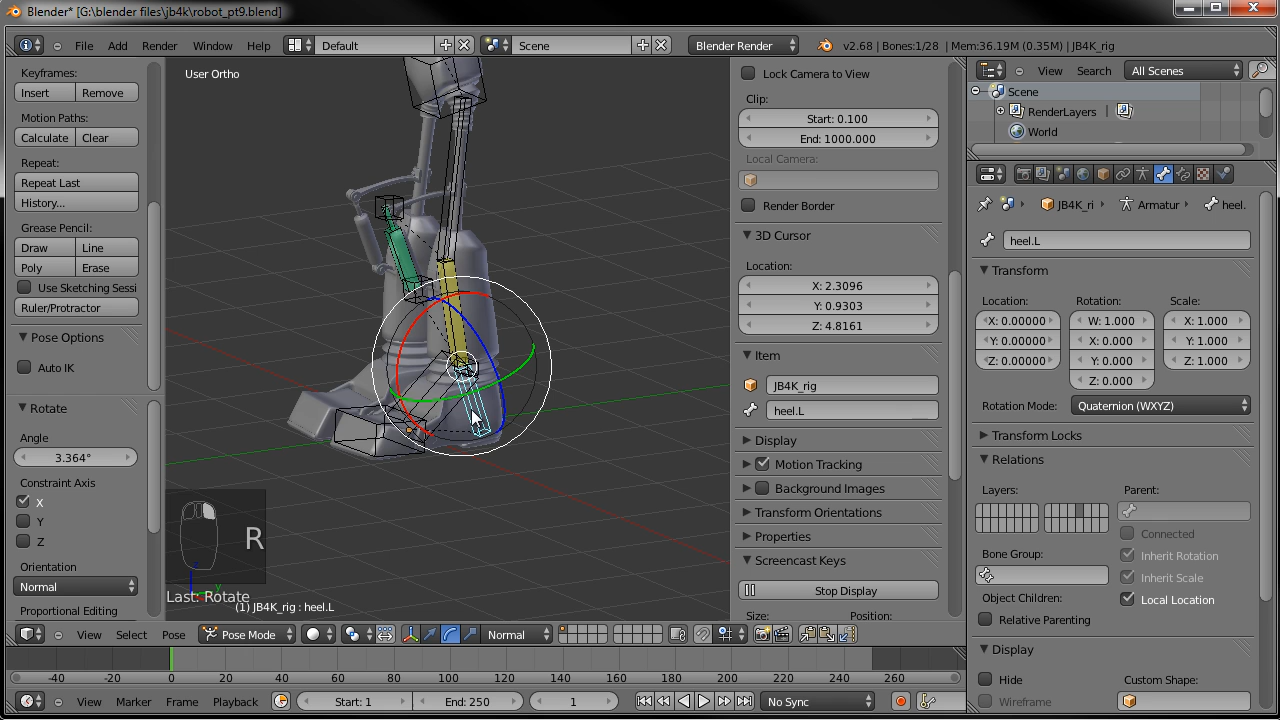 Blender* [G:\blender files\jb4k\robot_pt9.blend]
File Add Render Window Help Default Scene Blender Render v2.68 | Bones:1/28 | Mem:36.19M (0.35M) | JB4K_rig
Keyframes:
Insert Remove
Motion Paths:
Calculate Clear
Repeat:
Repeat Last
History...
Grease Pencil:
Draw Line
Poly Erase
Use Sketching Sessi
Ruler/Protractor
Pose Options
Auto IK
Rotate
Angle
3.364°
Constraint Axis
X
Y
Z
Orientation
Normal
Proportional Editing
User Ortho
R
y
Last: Rotate
(1) JB4K_rig : heel.L
Lock Camera to View
Clip:
Start: 0.100
End: 1000.000
Local Camera:
Render Border
3D Cursor
Location:
X: 2.3096
Y: 0.9303
Z: 4.8161
Item
JB4K_rig
heel.L
Display
Motion Tracking
Background Images
Transform Orientations
Properties
Screencast Keys
Stop Display
Size: Position:
View Search All Scenes
Scene
RenderLayers |
World
JB4K_ri Armatur heel.
heel.L
Transform
Location: Rotation: Scale:
X: 0.00000 W: 1.000 X: 1.000
Y: 0.00000 X: 0.000 Y: 1.000
Z: 0.00000 Y: 0.000 Z: 1.000
Z: 0.000
Rotation Mode: Quaternion (WXYZ)
Transform Locks
Relations
Layers: Parent:
Connected
Bone Group: Inherit Rotation
Inherit Scale
Object Children: Local Location
Relative Parenting
Display
Hide Custom Shape:
Wireframe
View Select Pose Pose Mode Normal
-40 -20 0 20 40 60 80 100 120 140 160 180 200 220 240 260
View Marker Frame Playback Start: 1 End: 250 1 No Sync